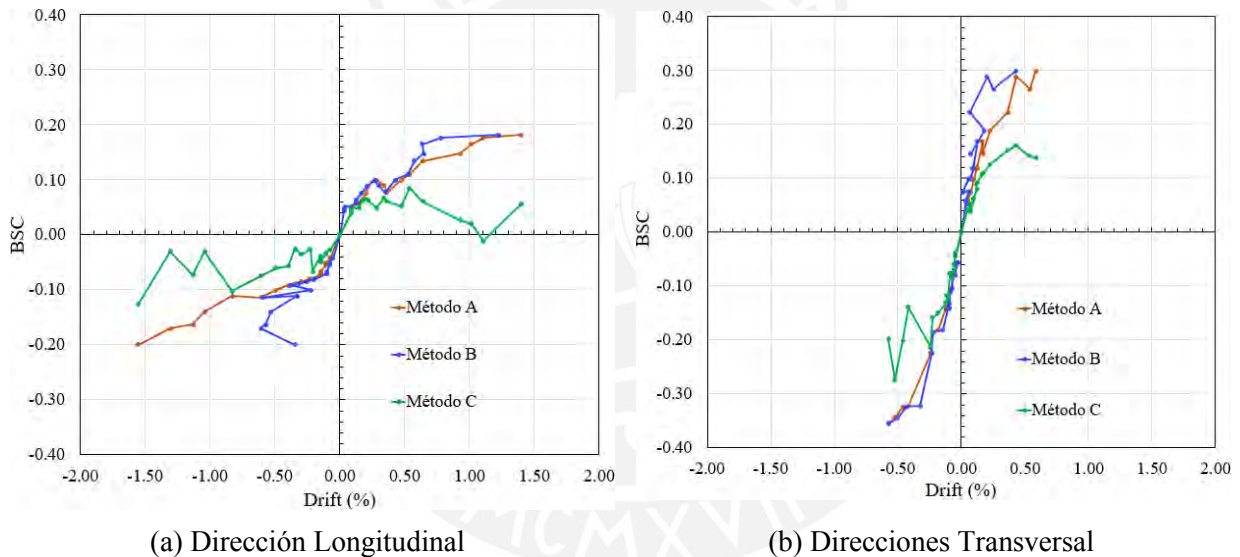 0.40
0.30
0.20
0.10
0.00
-0.10
-0.20
-0.30
-0.40
BSC
-2.00 -1.50 -1.00 -0.50 0.00 0.50 1.00 1.50 2.00
Drift (%)
Método A
Método B
Método C
(a) Dirección Longitudinal
0.40
0.30
0.20
0.10
0.00
-0.10
-0.20
-0.30
-0.40
BSC
-2.00 -1.50 -1.00 -0.50 0.00 0.50 1.00 1.50 2.00
Drift (%)
Método A
Método B
Método C
(b) Direcciones Transversal
MCMXVII